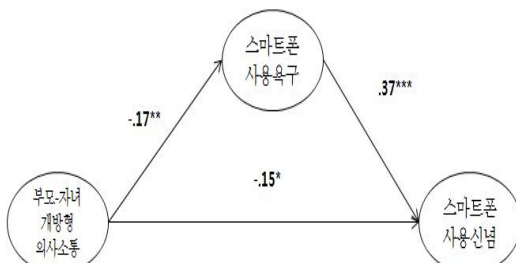 스마트폰
사용욕구
-.17**
.37***
-.15*
부모-자녀
개방형
의사소통
스마트폰
사용신념